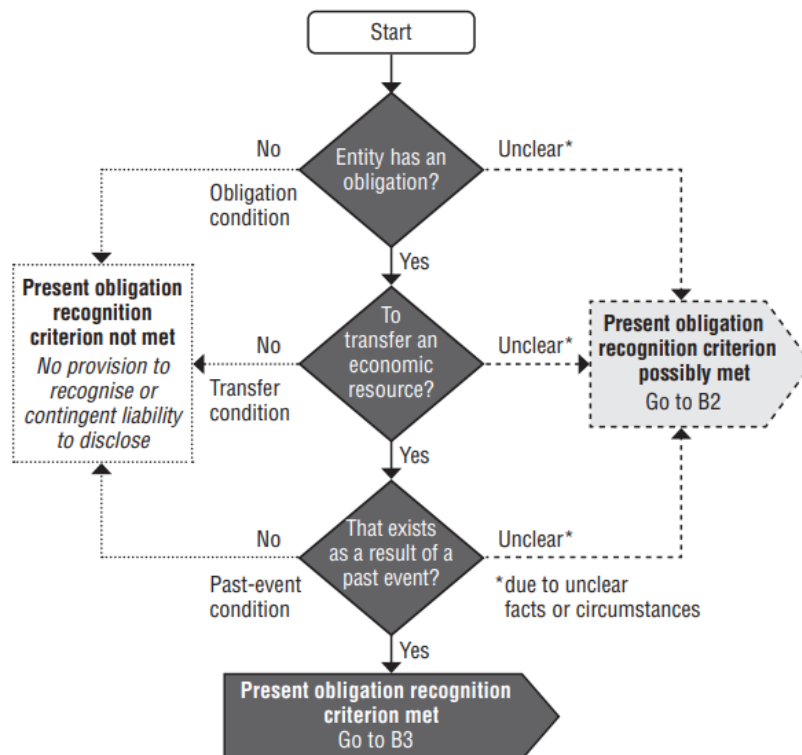 Start
Entity has an
obligation?
No
Obligation
condition
Unclear*
Yes
Present obligation
recognition
criterion not met
No provision to
recognise or
contingent liability
to disclose
To
transfer an
economic
resource?
No
Transfer
condition
Unclear*
Present obligation
recognition criterion
possibly met
Go to B2
Yes
That exists
as a result of a
past event?
No
Past-event
condition
Unclear*
*due to unclear
facts or circumstances
Yes
Present obligation recognition
criterion met
Go to B3